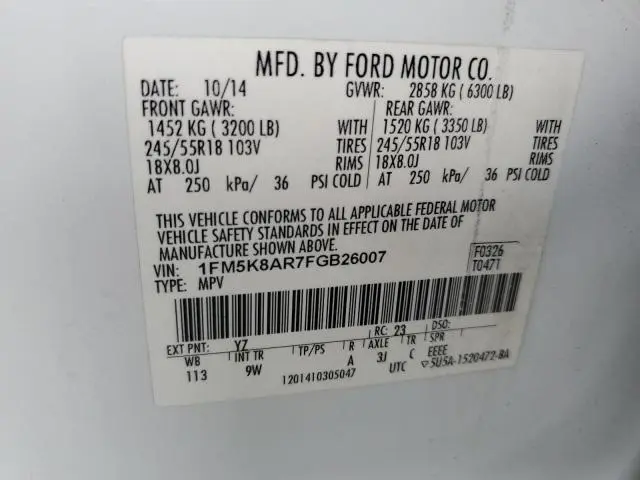 MFD. BY FORD MOTOR CO.
DATE: 10/14 GVWR: 2858 KG ( 6300 LB)
FRONT GAWR: REAR GAWR:
1452 KG ( 3200 LB) WITH 1520 KG ( 3350 LB) WITH
245/55R18 103V TIRES 245/55R18 103V TIRES
18X8.0J RIMS 18X8.0J RIMS
AT 250 kPa/ 36 PSI COLD AT 250 kPa/ 36 PSI COLD
THIS VEHICLE CONFORMS TO ALL APPLICABLE FEDERAL MOTOR
VEHICLE SAFETY STANDARDS IN EFFECT ON THE DATE OF
MANUFACTURE SHOWN ABOVE.
VIN: 1FM5K8AR7FGB26007 F0326
TYPE: MPV T0471
EXT PNT: YZ RC: 23 DSO:
WB INT TR TP/PS R AXLE TR SPR
113 9W A 3J C EEEE
1201410305047 UTC ▽5U5A-1520472-BA